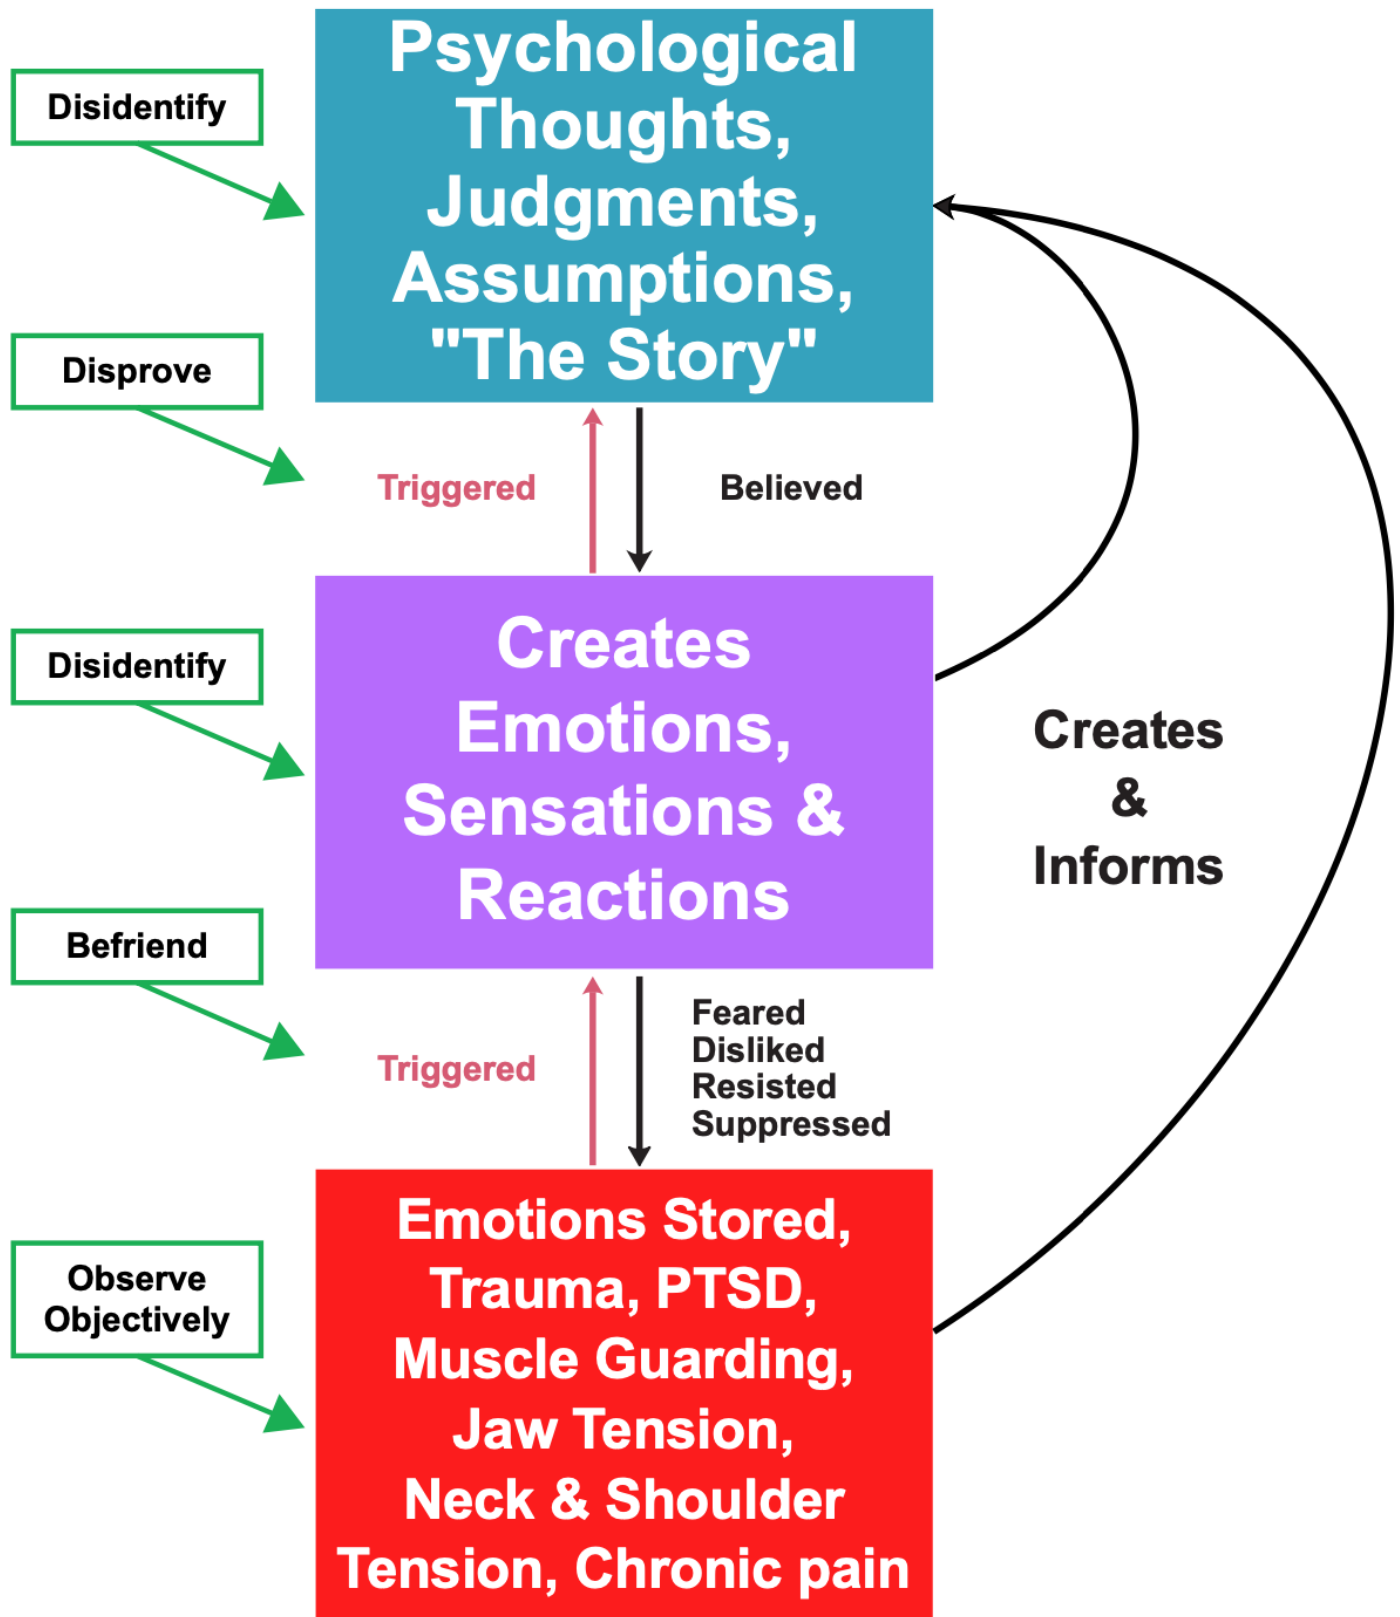 Psychological
Thoughts,
Judgments,
Assumptions,
"The Story"
Disidentify
Disprove
Triggered
Believed
Creates
Emotions,
Sensations &
Reactions
Disidentify
Creates
&
Informs
Befriend
Triggered
Feared
Disliked
Resisted
Suppressed
Emotions Stored,
Trauma, PTSD,
Muscle Guarding,
Jaw Tension,
Neck & Shoulder
Tension, Chronic pain
Observe
Objectively